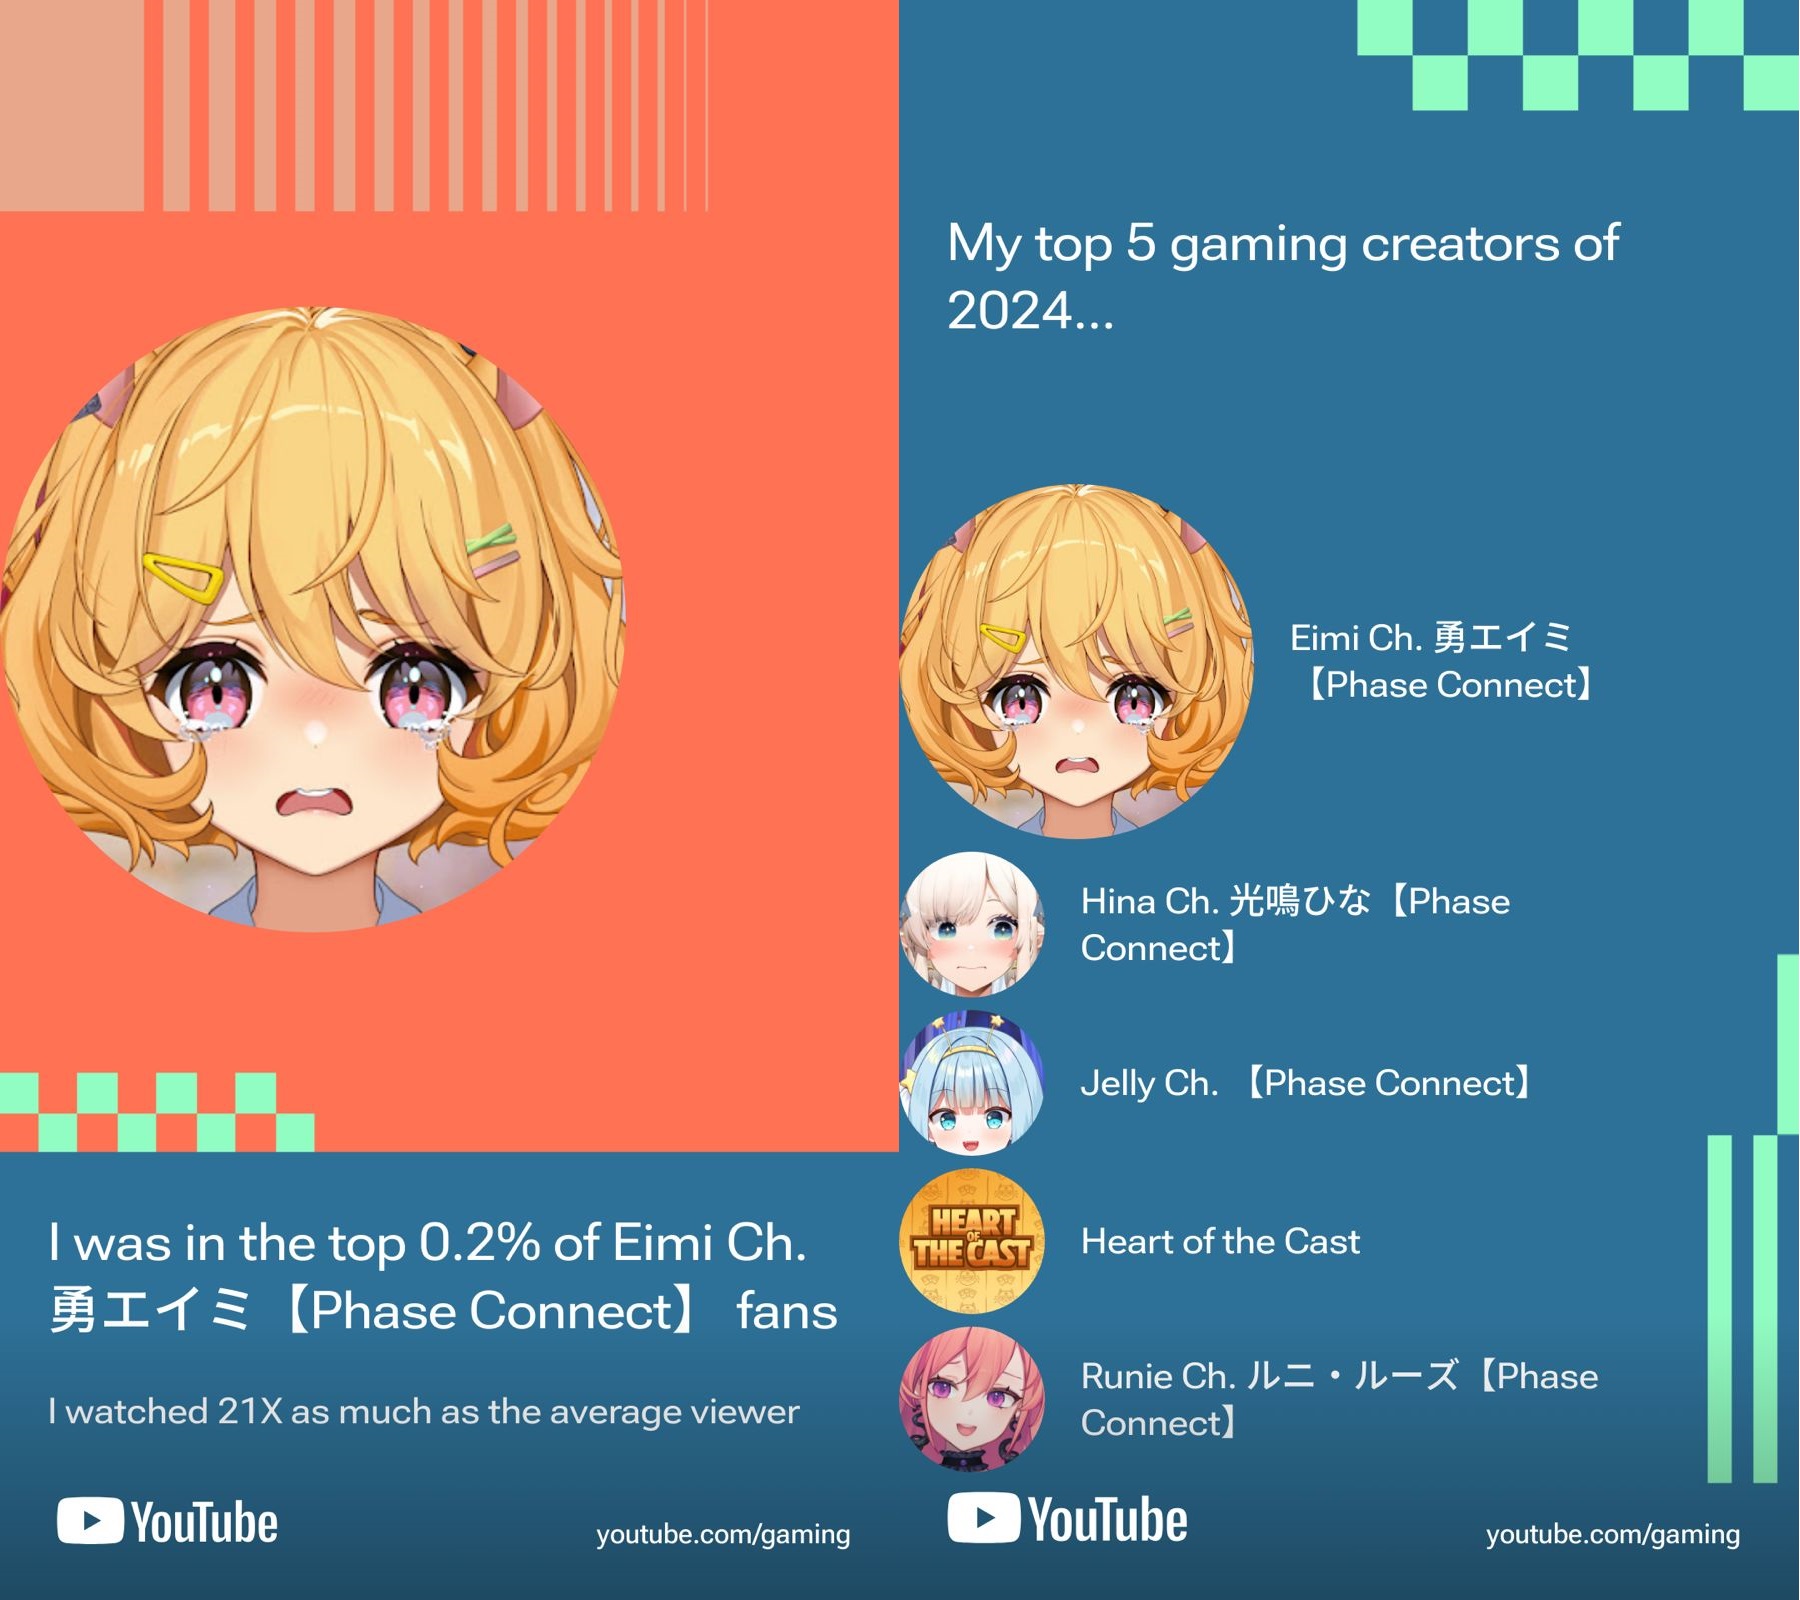 I was in the top 0.2% of Eimi Ch.
勇エイミ【Phase Connect】 fans
I watched 21X as much as the average viewer
YouTube
youtube.com/gaming
My top 5 gaming creators of
2024...
Eimi Ch. 勇エイミ
【Phase Connect】
Hina Ch. 光鳴ひな【Phase
Connect】
Jelly Ch. 【Phase Connect】
HEART
OF
THE CAST
Heart of the Cast
Runie Ch. ルニ・ルーズ【Phase
Connect】
YouTube
youtube.com/gaming